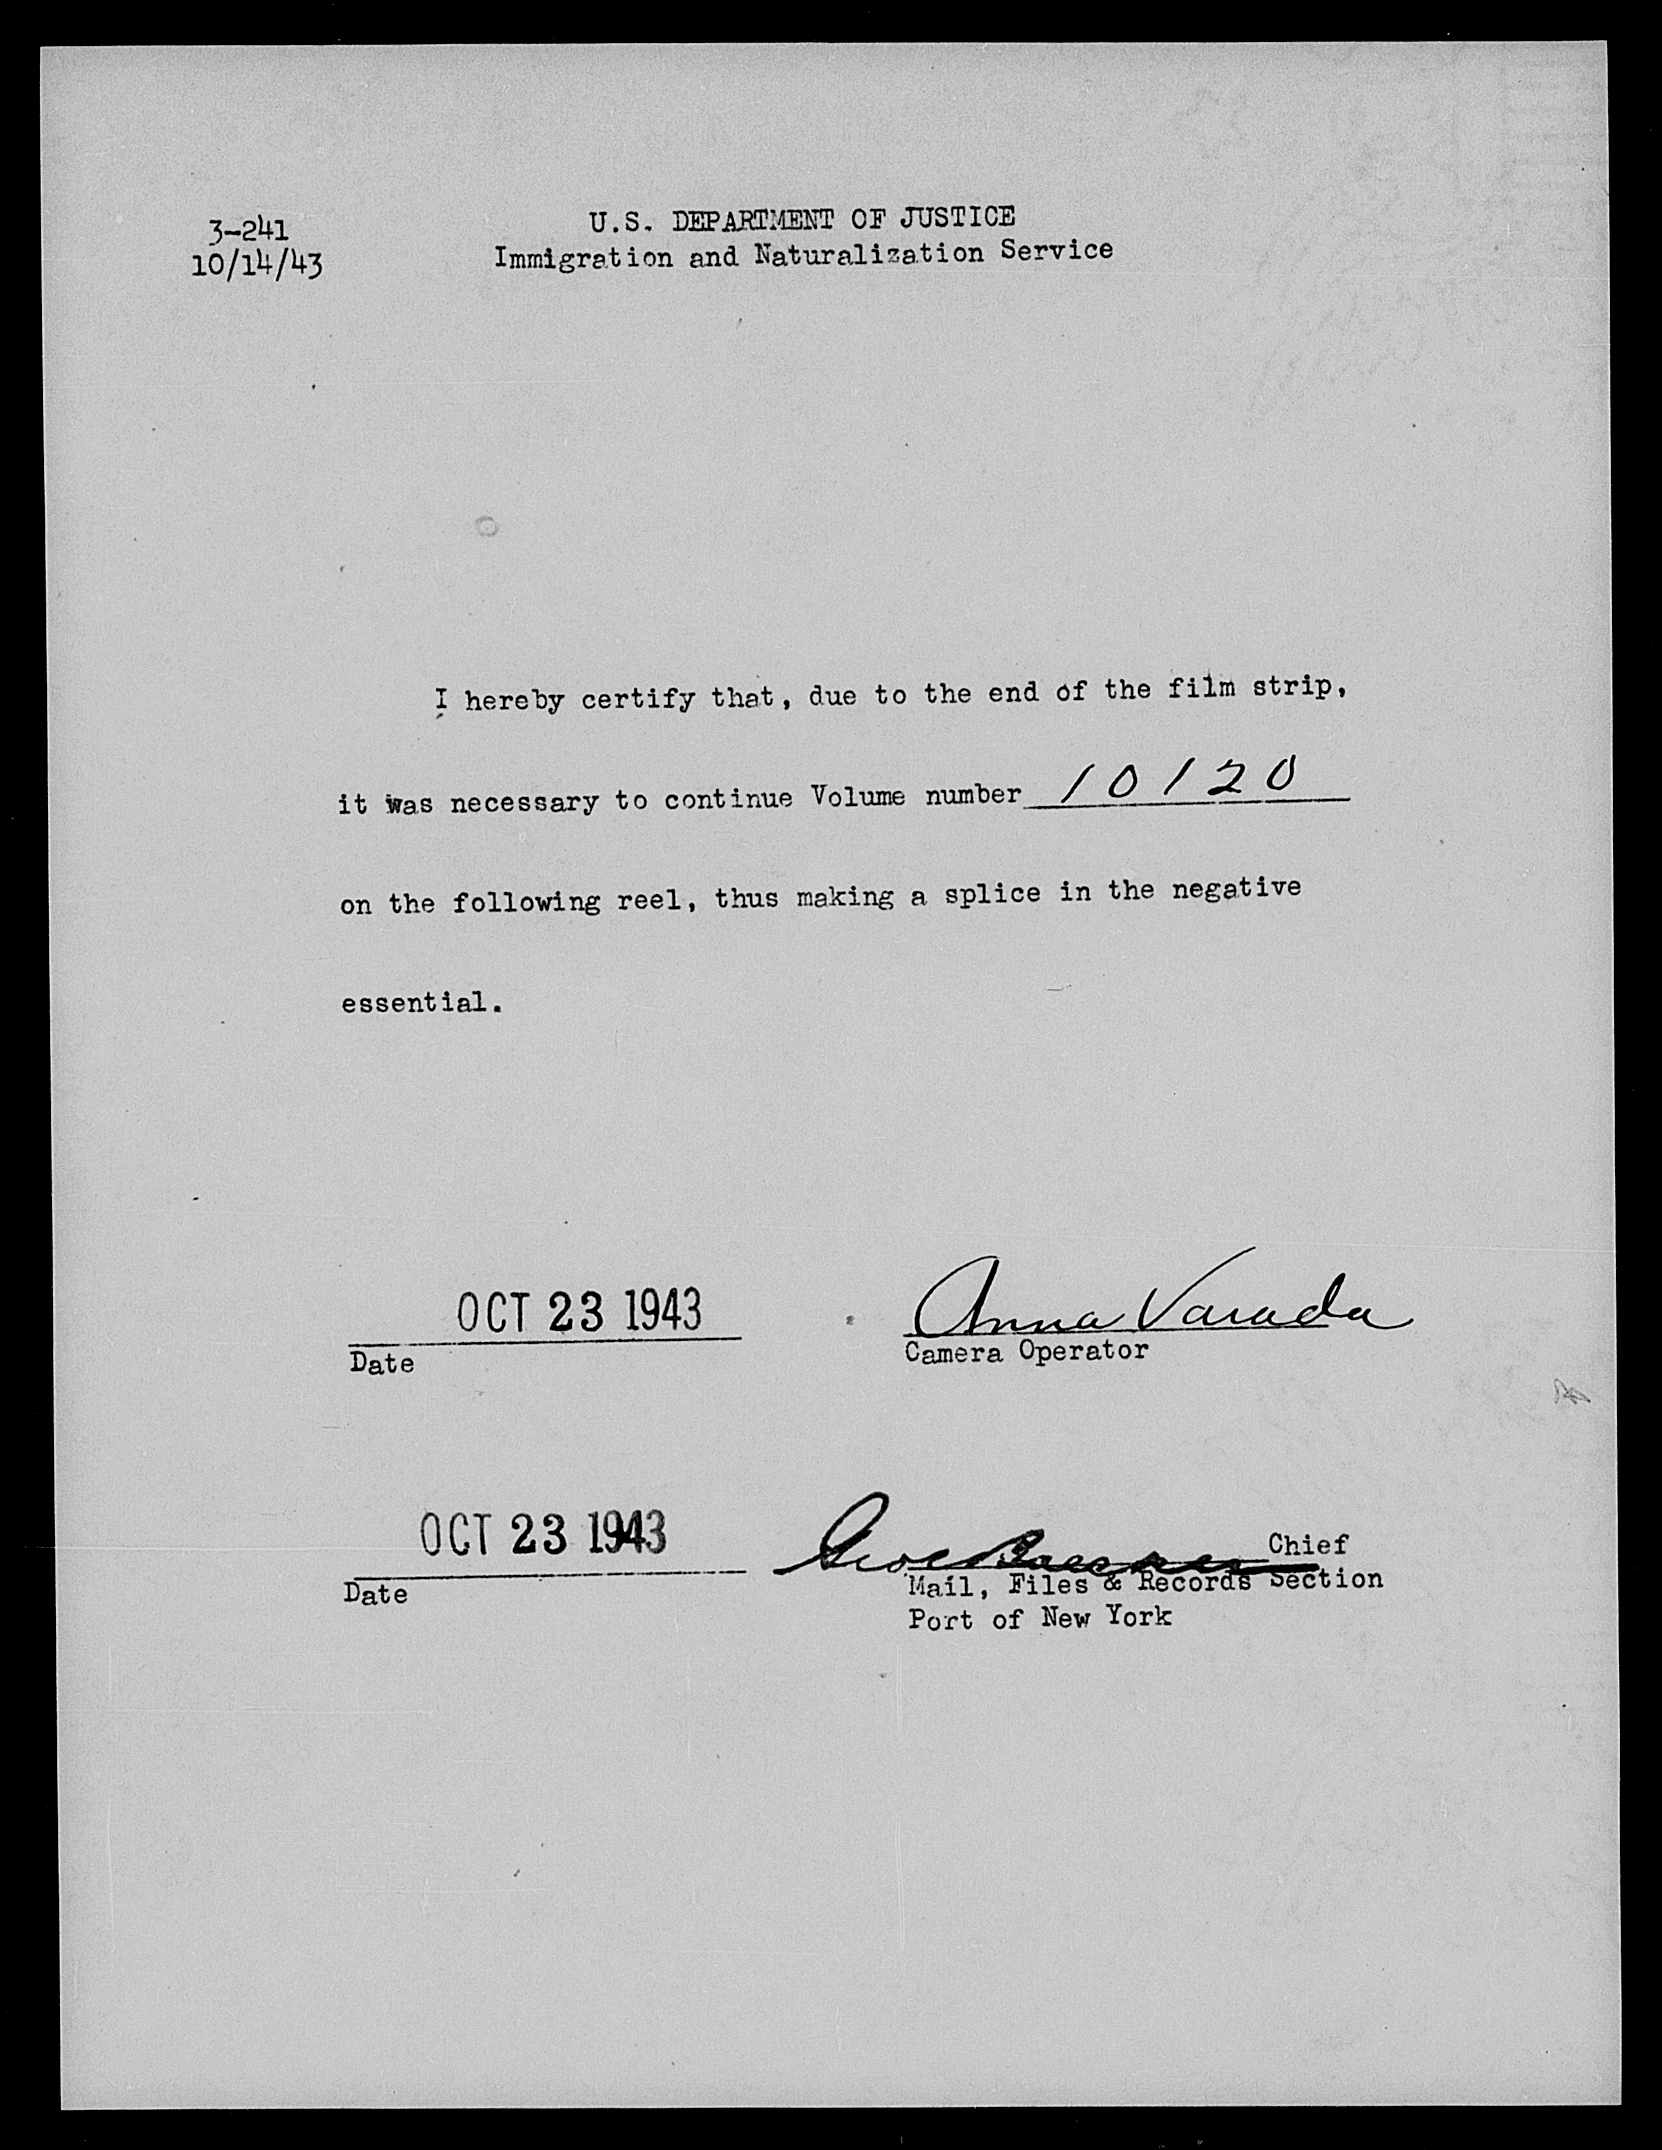 3-241
10/14/43
U.S. DEPARTMENT OF JUSTICE
Immigration and Naturalization Service
I hereby certify that, due to the end of the film strip,
it was necessary to continue Volume number 10120
on the following reel, thus making a splice in the negative
essential.
OCT 23 1943
Date
Anna Varada
Camera Operator
OCT 23 1943
Date
Chief
Mail, Files & Records Section
Port of New York